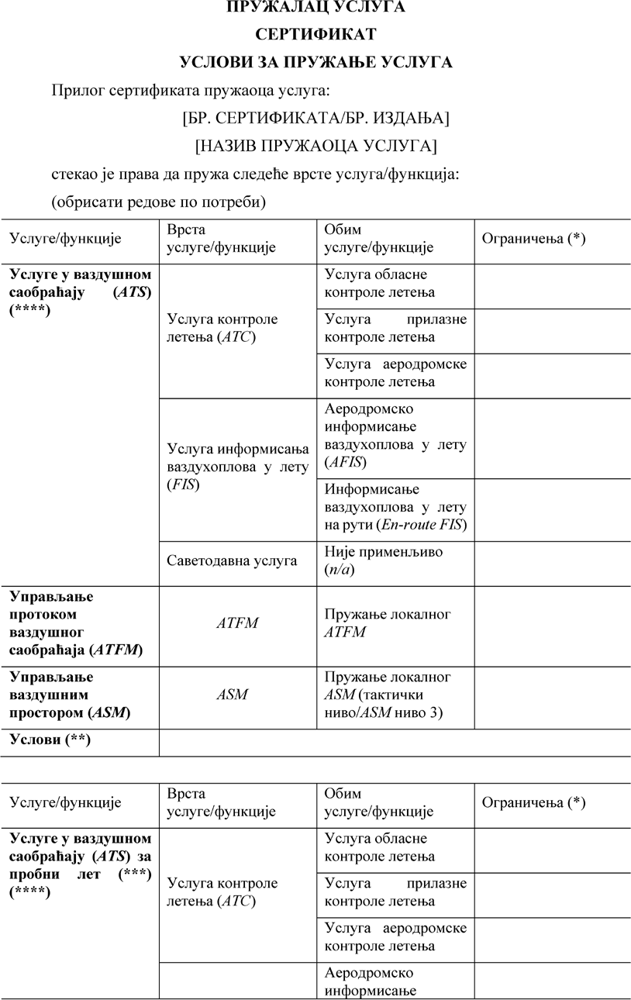 ПРУЖАЛАЦ УСЛУГА
СЕРТИФИКАТ
УСЛОВИ ЗА ПРУЖАЊЕ УСЛУГА
Прилог сертификата пружаоца услуга:
[БР. СЕРТИФИКАТА/БР. ИЗДАЊА]
[НАЗИВ ПРУЖАОЦА УСЛУГА]
стекао је права да пружа следеће врсте услуга/функција:
(обрисати редове по потреби)
Услуге/функције
Врста
услуге/функције
Обим
услуге/функције
Ограничења (*)
Услуге у ваздушном
саобраћају (ATS)
(****)
Услуга контроле
летења (ATC)
Услуга обласне
контроле летења
Услуга прилазне
контроле летења
Услуга аеродромске
контроле летења
Услуга информисања
ваздухоплова у лету
(FIS)
Аеродромско
информисање
ваздухоплова у лету
(AFIS)
Информисање
ваздухоплова у лету
на рути (En-route FIS)
Саветодавна услуга
Није применљиво
(n/a)
Управљање
протоком
ваздушног
саобраћаја (ATFM)
ATFM
Пружање локалног
ATFM
Управљање
ваздушним
простором (ASM)
ASM
Пружање локалног
ASM (тактички
ниво/ASM ниво 3)
Услови (**)
Услуге/функције
Врста
услуге/функције
Обим
услуге/функције
Ограничења (*)
Услуге у ваздушном
саобраћају (ATS) за
пробни лет (***)
(****)
Услуга контроле
летења (ATC)
Услуга обласне
контроле летења
Услуга прилазне
контроле летења
Услуга аеродромске
контроле летења
Аеродромско
информисање